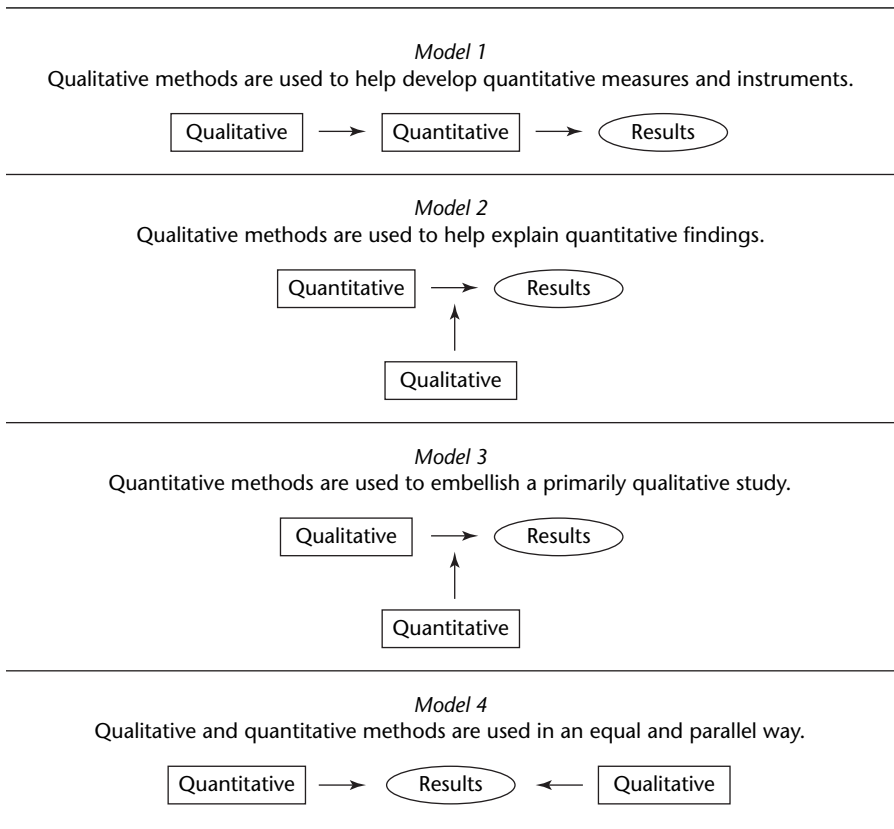 Model 1
Qualitative methods are used to help develop quantitative measures and instruments.
Qualitative Quantitative Results
Model 2
Qualitative methods are used to help explain quantitative findings.
Quantitative Results
Qualitative
Model 3
Quantitative methods are used to embellish a primarily qualitative study.
Qualitative Results
Quantitative
Model 4
Qualitative and quantitative methods are used in an equal and parallel way.
Quantitative Results Qualitative